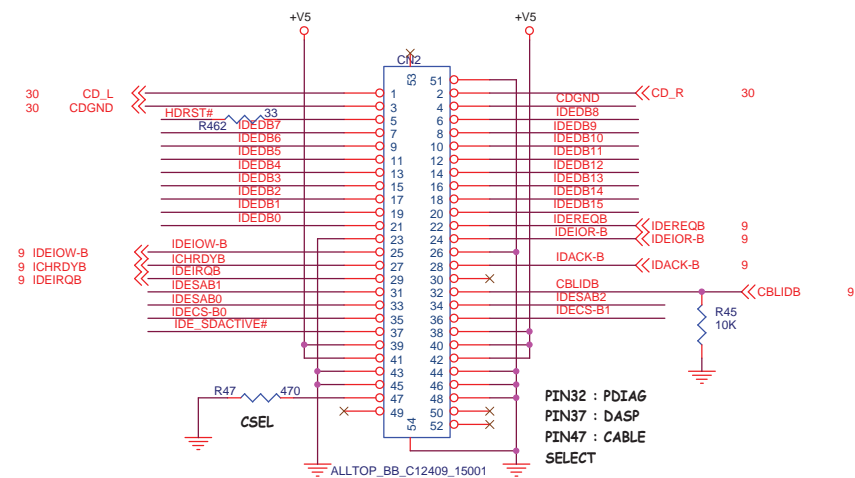 +V5 +V5
CN2
53 51
30 CD_L 1 2 CD_R 30
30 CDGND 3 4 CDGND
HDRST# R462 33 5 6 IDEDB8
IDEDB7 7 8 IDEDB9
IDEDB6 9 10 IDEDB10
IDEDB5 11 12 IDEDB11
IDEDB4 13 14 IDEDB12
IDEDB3 15 16 IDEDB13
IDEDB2 17 18 IDEDB14
IDEDB1 19 20 IDEDB15
IDEDB0 21 22 IDEREQB IDEREQB 9
23 24 IDEIOR-B IDEIOR-B 9
9 IDEIOW-B IDEIOW-B 25 26
9 ICHRDYB ICHRDYB 27 28 IDACK-B IDACK-B 9
9 IDEIRQB IDEIRQB 29 30
IDESAB1 31 32 CBLIDB CBLIDB 9
IDESAB0 33 34 IDESAB2
IDECS-B0 35 36 IDECS-B1
IDE_SDACTIVE# 37 38
R45
10K
39 40
41 42
43 44
45 46
R47 470 47 48
49 50
CSEL
54 52
PIN32 : PDIAG
PIN37 : DASP
PIN47 : CABLE
SELECT
ALLTOP_BB_C12409_15001